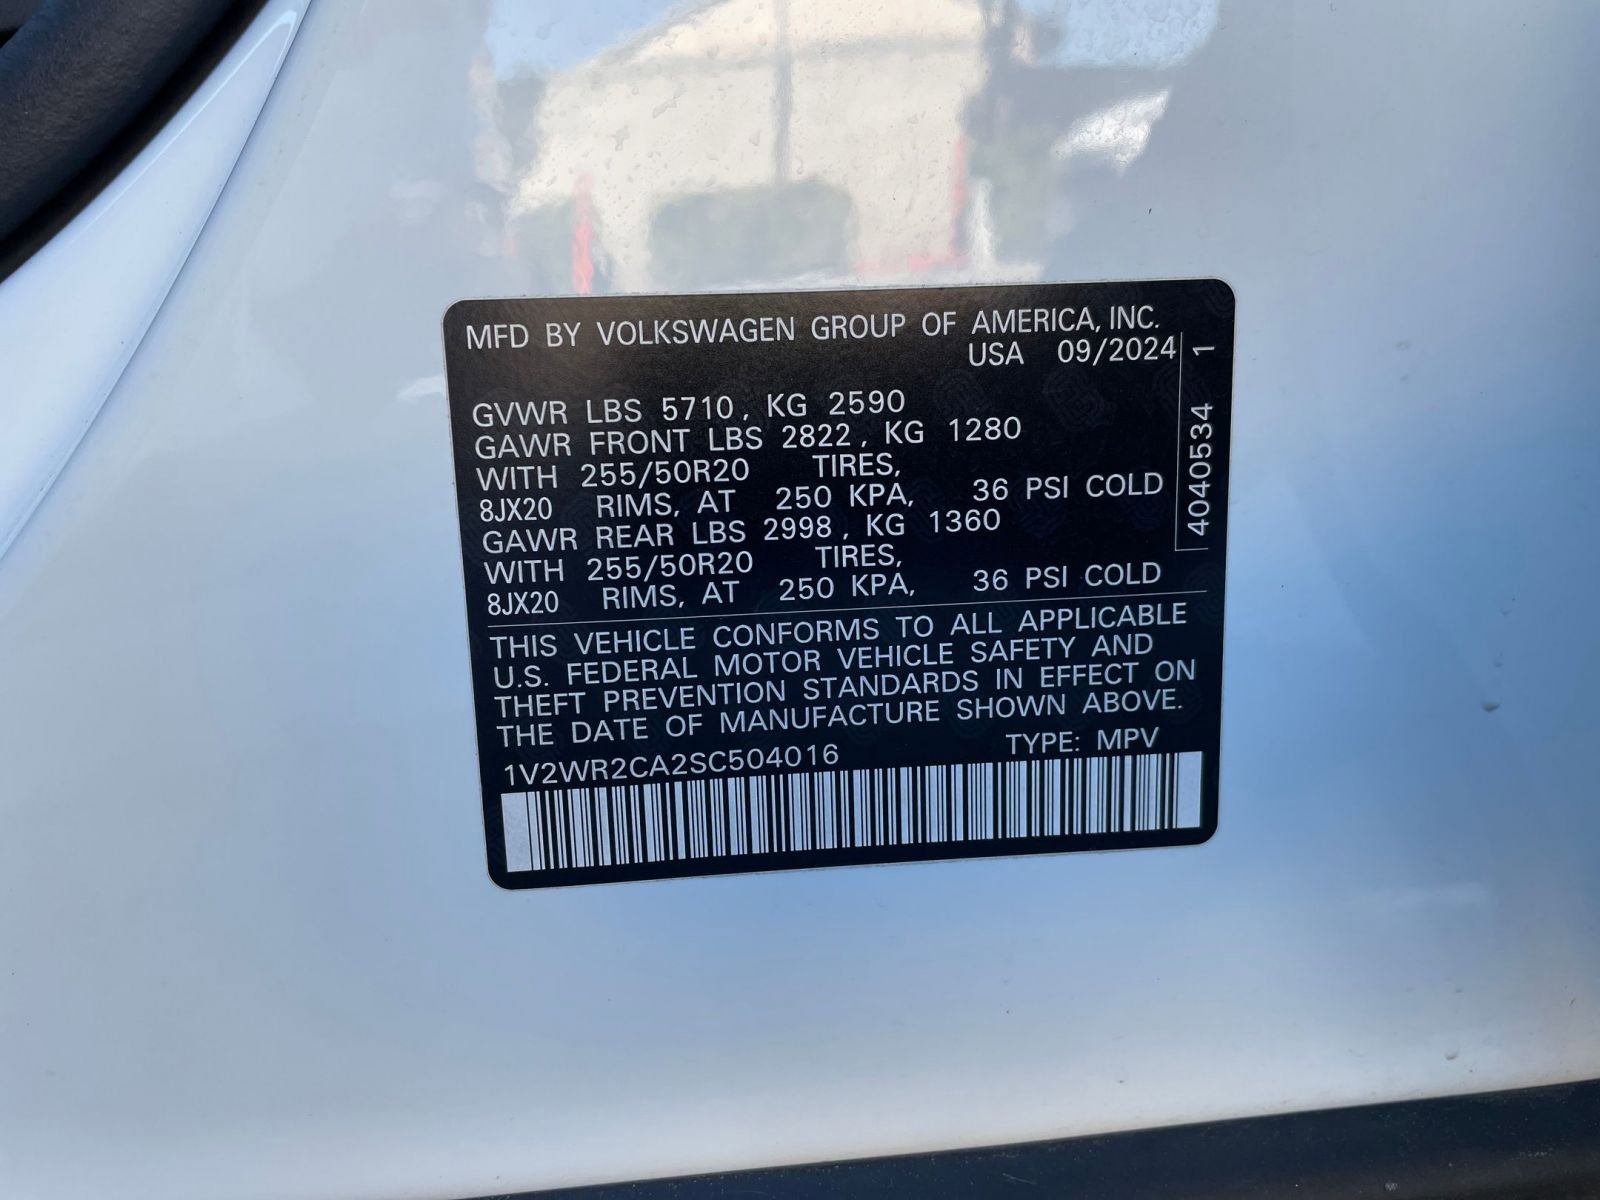 MFD BY VOLKSWAGEN GROUP OF AMERICA, INC.
USA 09/2024
GVWR LBS 5710, KG 2590
GAWR FRONT LBS 2822, KG 1280
WITH 255/50R20 TIRES,
8JX20 RIMS, AT 250 KPA, 36 PSI COLD
GAWR REAR LBS 2998, KG 1360
WITH 255/50R20 TIRES,
8JX20 RIMS, AT 250 KPA, 36 PSI COLD
4040534 1
THIS VEHICLE CONFORMS TO ALL APPLICABLE
U.S. FEDERAL MOTOR VEHICLE SAFETY AND
THEFT PREVENTION STANDARDS IN EFFECT ON
THE DATE OF MANUFACTURE SHOWN ABOVE.
1V2WR2CA2SC504016 TYPE: MPV